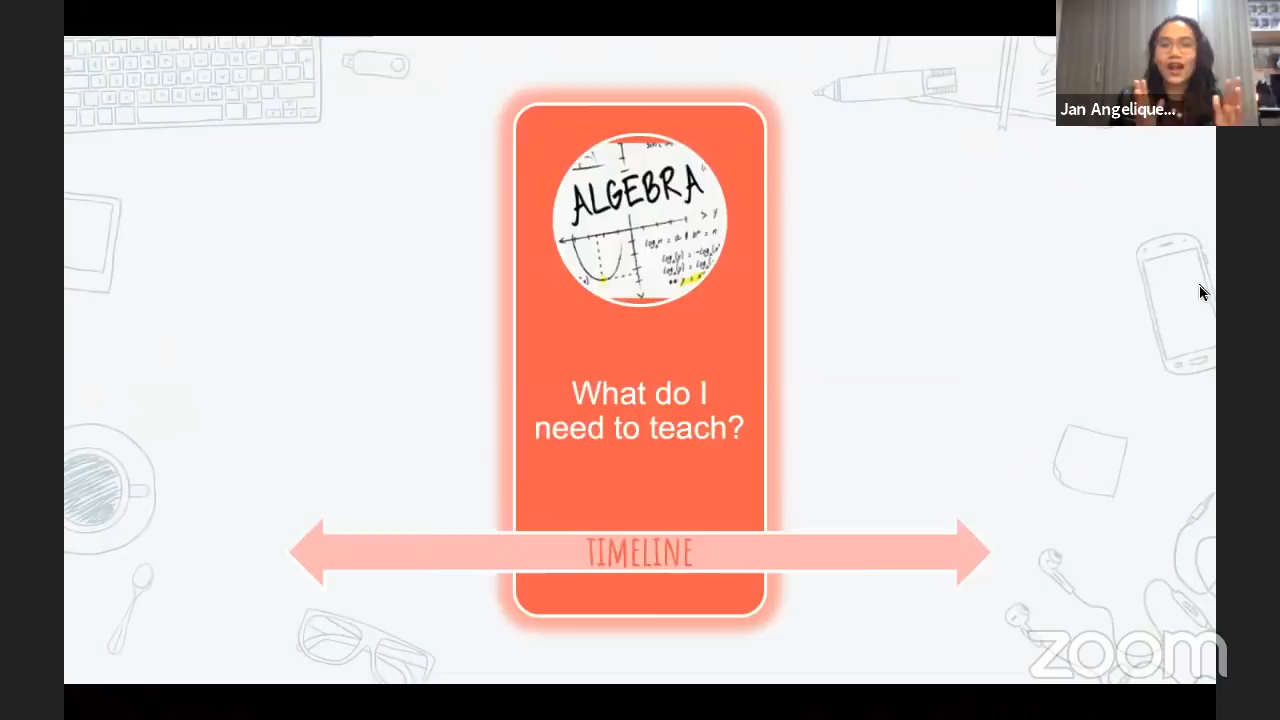 Jan Angelique...
ALGEBRA
What do I
need to teach?
TIMELINE
zoom